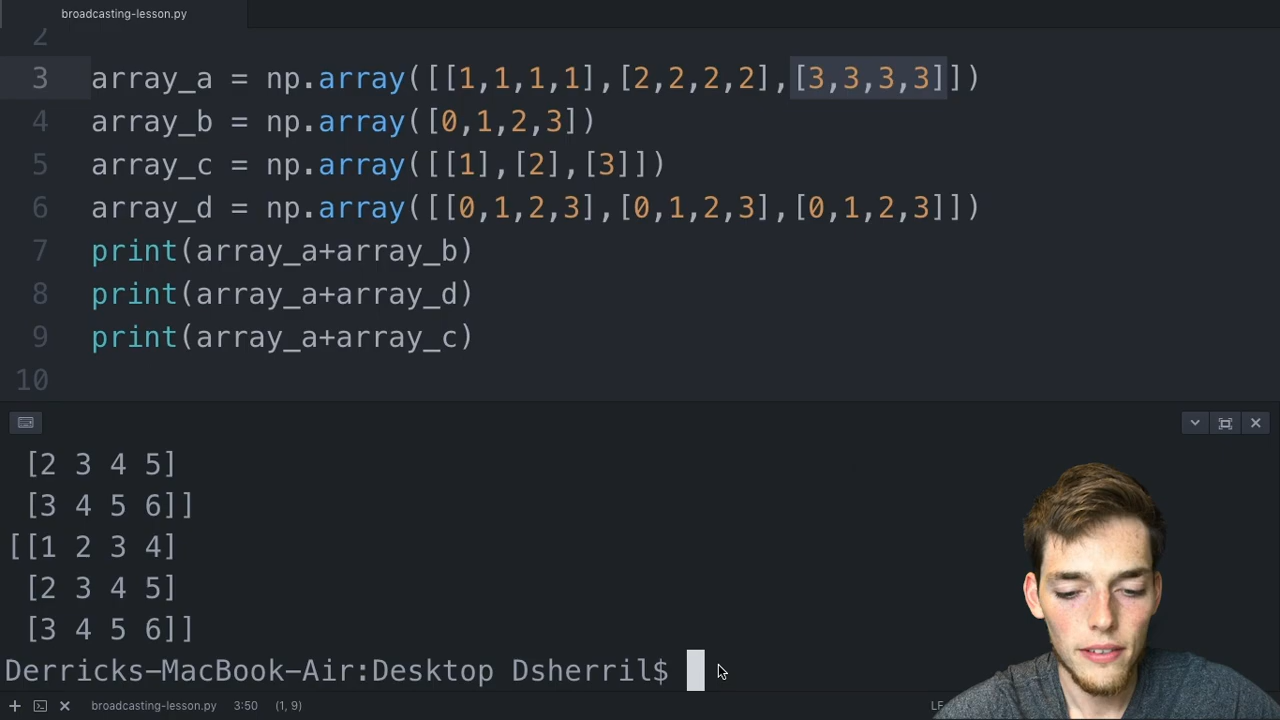 broadcasting-lesson.py
2
3 array_a = np.array([[1,1,1,1],[2,2,2,2],[3,3,3,3]])
4 array_b = np.array([0,1,2,3])
5 array_c = np.array([[1],[2],[3]])
6 array_d = np.array([[0,1,2,3],[0,1,2,3],[0,1,2,3]])
7 print(array_a+array_b)
8 print(array_a+array_d)
9 print(array_a+array_c)
10
[2 3 4 5]
[3 4 5 6]]
[[1 2 3 4]
[2 3 4 5]
[3 4 5 6]]
Derricks-MacBook-Air:Desktop Dsherril$
broadcasting-lesson.py 3:50 (1, 9) LF